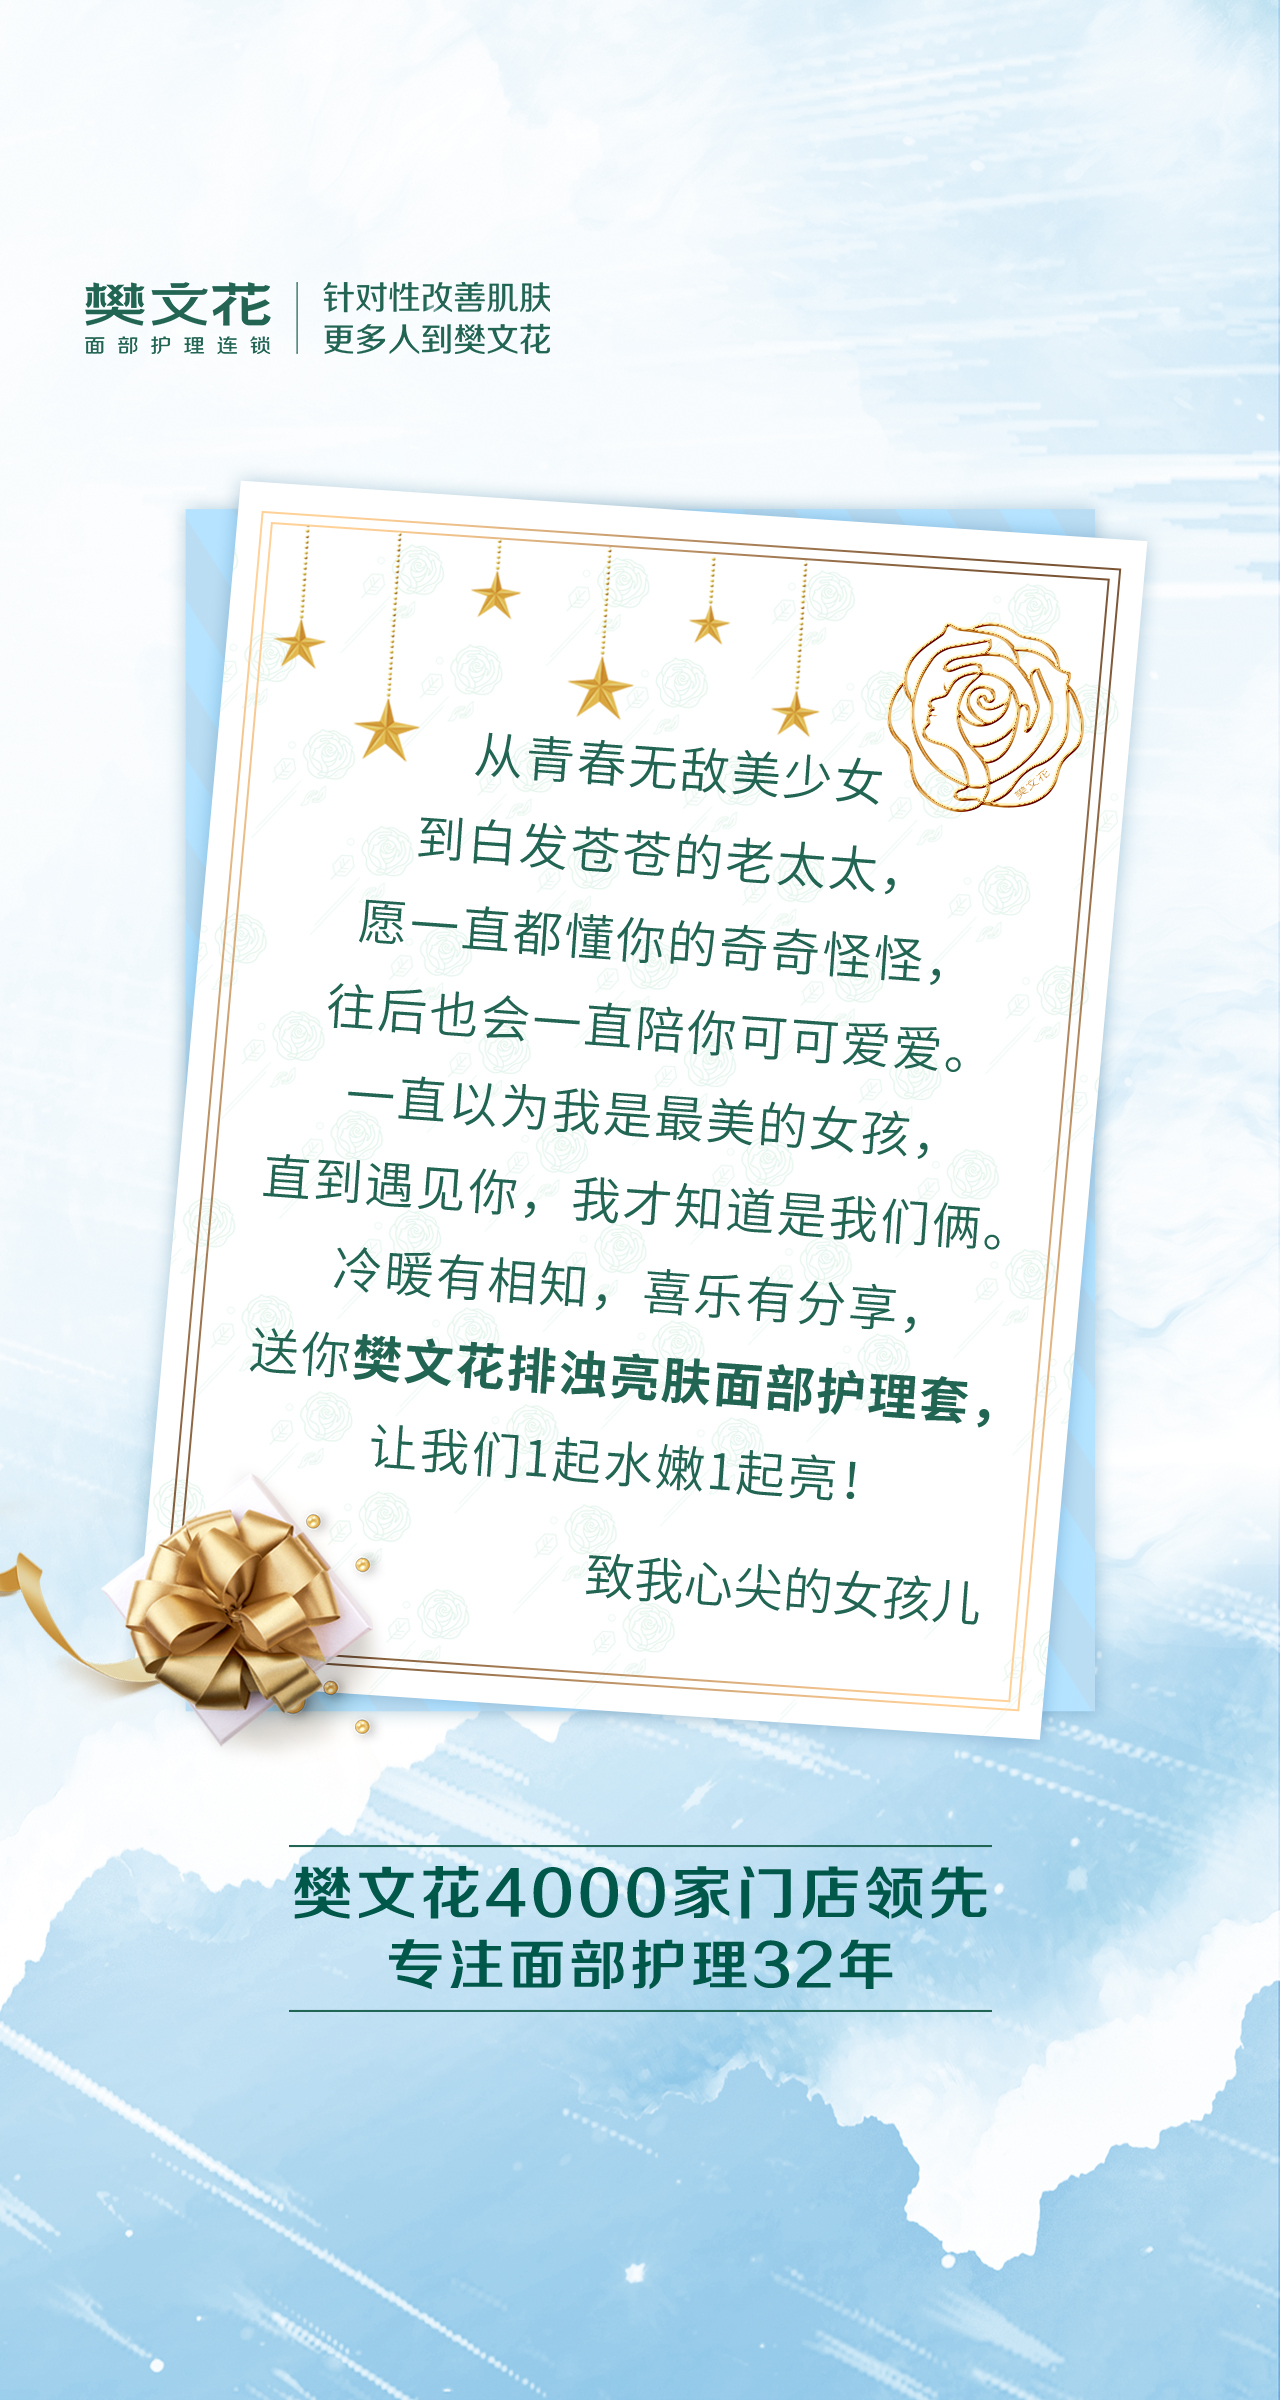 樊文花
面部护理连锁
针对性改善肌肤
更多人到樊文花
樊文花
从青春无敌美少女
到白发苍苍的老太太，
愿一直都懂你的奇奇怪怪，
往后也会一直陪你可可爱爱。
一直以为我是最美的女孩，
直到遇见你，我才知道是我们俩。
冷暖有相知，喜乐有分享，
送你樊文花排浊亮肤面部护理套，
让我们1起水嫩1起亮！
致我心尖的女孩儿
樊文花4000家门店领先
专注面部护理32年